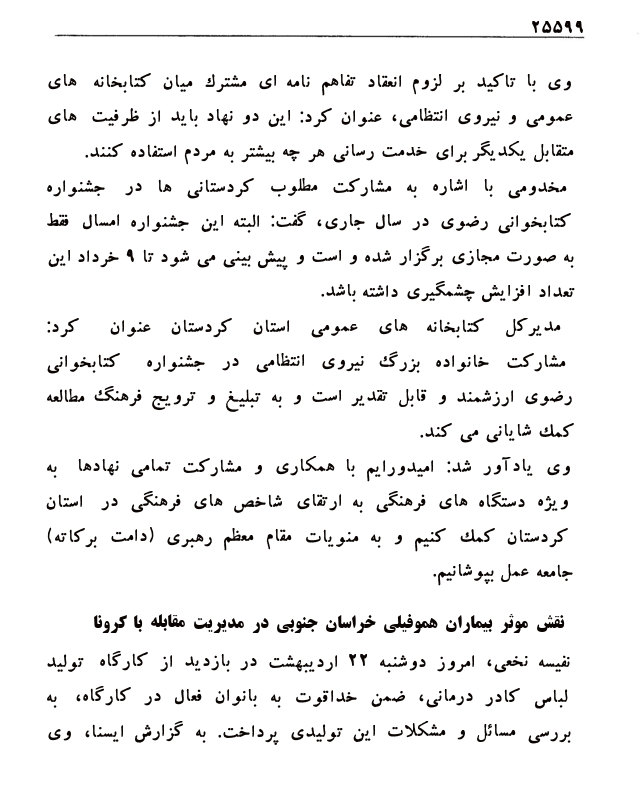 ۲۵۵۹۹
وی با تاکید بر لزوم انعقاد تفاهم نامه ای مشترك میان کتابخانه های
عمومی و نیروی انتظامی، عنوان کرد: این دو نهاد باید از ظرفیت های
متقابل یکدیگر برای خدمت رسانی هر چه بیشتر به مردم استفاده کنند.
مخدومی با اشاره به مشارکت مطلوب کردستانی ها در جشنواره
کتابخوانی رضوی در سال جاری، گفت: البته این جشنواره امسال فقط
به صورت مجازی برگزار شده و است و پیش بینی می شود تا ۹ خرداد این
تعداد افزایش چشمگیری داشته باشد.
مدیرکل کتابخانه های عمومی استان کردستان عنوان کرد:
مشارکت خانواده بزرگ نیروی انتظامی در جشنواره کتابخوانی
رضوی ارزشمند و قابل تقدیر است و به تبلیغ و ترویج فرهنگ مطالعه
کمك شایانی می کند.
وی یادآور شد: امیدورایم با همکاری و مشارکت تمامی نهادها به
ویژه دستگاه های فرهنگی به ارتقای شاخص های فرهنگی در استان
کردستان کمك کنیم و به منویات مقام معظم رهبری (دامت برکاته)
جامعه عمل بپوشانیم.
نقش موثر بیماران هموفیلی خراسان جنوبی در مدیریت مقابله با کرونا
نفیسه نخعی، امروز دوشنبه ۲۲ اردیبهشت در بازدید از کارگاه تولید
لباس کادر درمانی، ضمن خداقوت به بانوان فعال در کارگاه، به
بررسی مسائل و مشکلات این تولیدی پرداخت. به گزارش ایسنا، وی